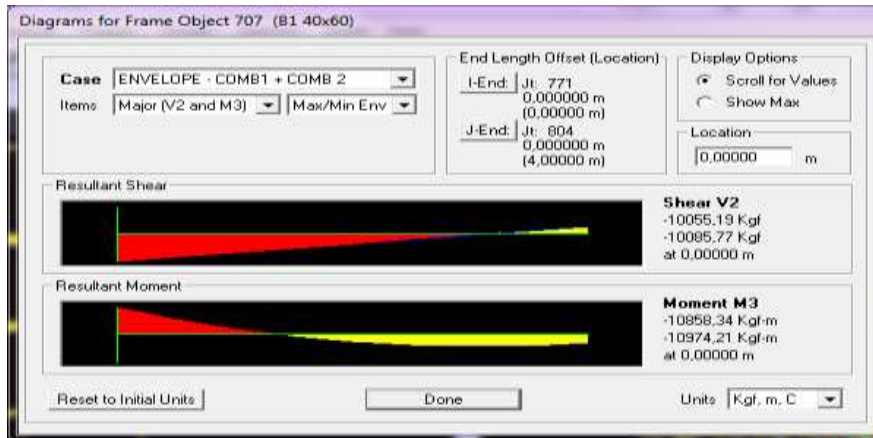 Diagrams for Frame Object 707 (B1 40x60)
Case ENVELOPE - COMB1 + COMB 2
Items Major (V2 and M3) Max/Min Env
End Length Offset (Location)
I-End: Jt: 771
0,000000 m
(0,00000 m)
J-End: Jt: 804
0,000000 m
(4,00000 m)
Display Options
Scroll for Values
Show Max
Location
0,00000 m
Resultant Shear
Shear V2
-10055,19 Kgf
-10085,77 Kgf
at 0,00000 m
Resultant Moment
Moment M3
-10858,34 Kgf-m
-10974,21 Kgf-m
at 0,00000 m
Reset to Initial Units
Done
Units Kgf, m, C